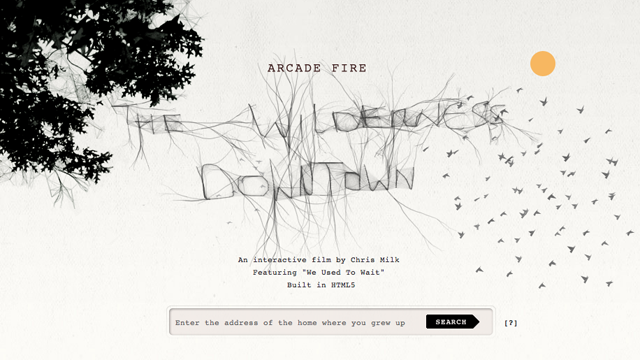 ARCADE FIRE
THE WILDERNESS
DOWNTOWN
An interactive film by Chris Milk
Featuring "We Used To Wait"
Built in HTML5
Enter the address of the home where you grew up
SEARCH
[?]